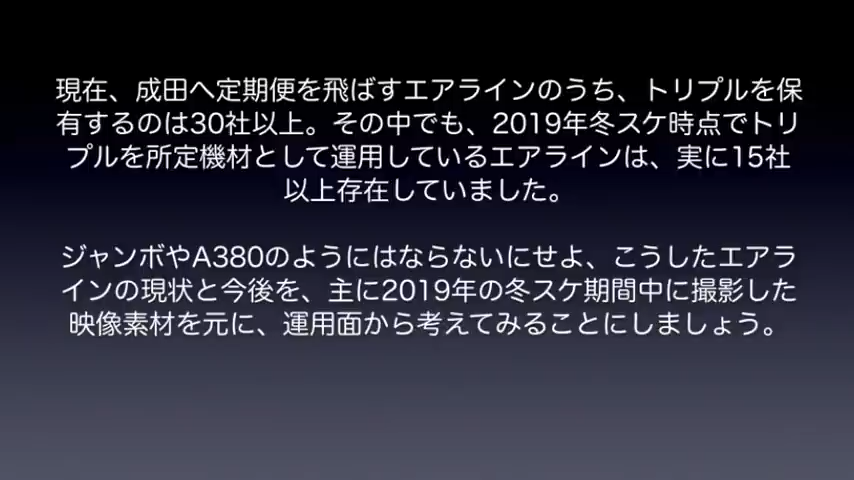 現在、成田へ定期便を飛ばすエアラインのうち、トリプルを保
有するのは30社以上。その中でも、2019年冬スケ時点でトリ
プルを所定機材として運用しているエアラインは、実に15社
以上存在していました。
ジャンボやA380のようにはならないにせよ、こうしたエアラ
インの現状と今後を、主に2019年の冬スケ期間中に撮影した
映像素材を元に、運用面から考えてみることにしましょう。